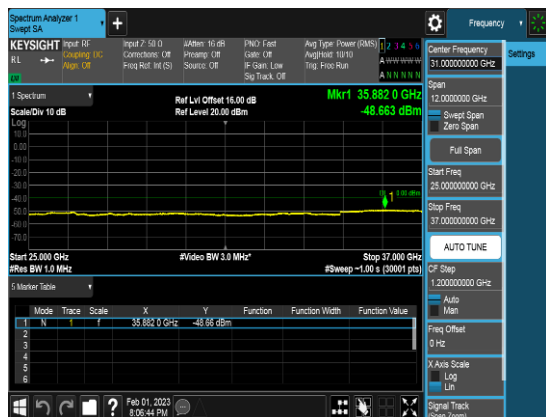 Spectrum Analyzer 1
Swept SA
Frequency
KEYSIGHT
RL
Input: RF
Coupling: DC
Align: Off
Input Z: 50 Ω
Corrections: Off
Freq Ref: Int (S)
#Atten: 16 dB
Preamp: Off
Source: Off
PNO: Fast
Gate: Off
IF Gain: Low
Sig Track: Off
Avg Type: Power (RMS)
Avg|Hold: 10/10
Trig: Free Run
1 2 3 4 5 6
A W W W W W
A N N N N N
1 Spectrum
Scale/Div 10 dB
Log
Ref Lvl Offset 16.00 dB
Ref Level 20.00 dBm
Mkr1 35.882 0 GHz
-48.663 dBm
10.0
0.00
-10.0
-20.0
-30.0
-40.0
-50.0
-60.0
-70.0
1
Start 25.000 GHz
#Res BW 1.0 MHz
#Video BW 3.0 MHz*
Stop 37.000 GHz
#Sweep ~1.00 s (30001 pts)
5 Marker Table
Mode Trace Scale X Y Function Function Width Function Value
1 N 1 f 35.882 0 GHz -48.66 dBm
2
3
4
5
6
Feb 01, 2023
8:06:44 PM
Center Frequency
31.000000000 GHz
Settings
Span
12.0000000 GHz
Swept Span
Zero Span
Full Span
Start Freq
25.000000000 GHz
Stop Freq
37.000000000 GHz
AUTO TUNE
CF Step
1.200000000 GHz
Auto
Man
Freq Offset
0 Hz
X Axis Scale
Log
Lin
Signal Track
(Span Zoom)